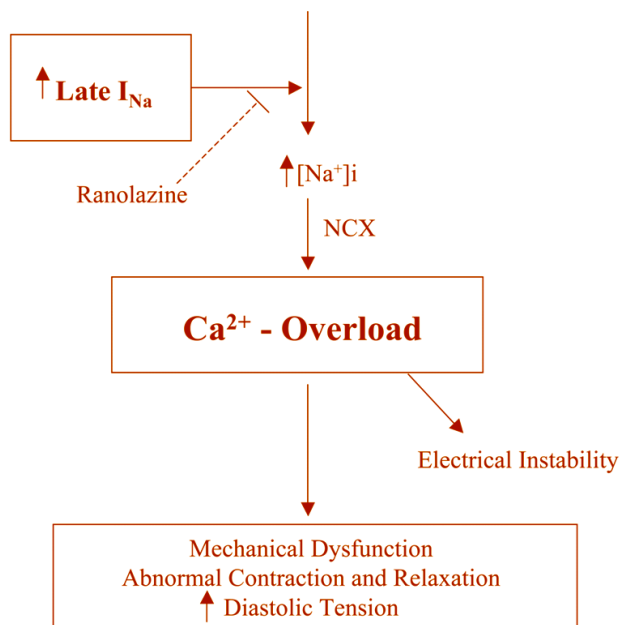 ↑ Late I_Na
Ranolazine
↑[Na⁺]i
NCX
Ca²⁺ - Overload
Electrical Instability
Mechanical Dysfunction
Abnormal Contraction and Relaxation
↑ Diastolic Tension